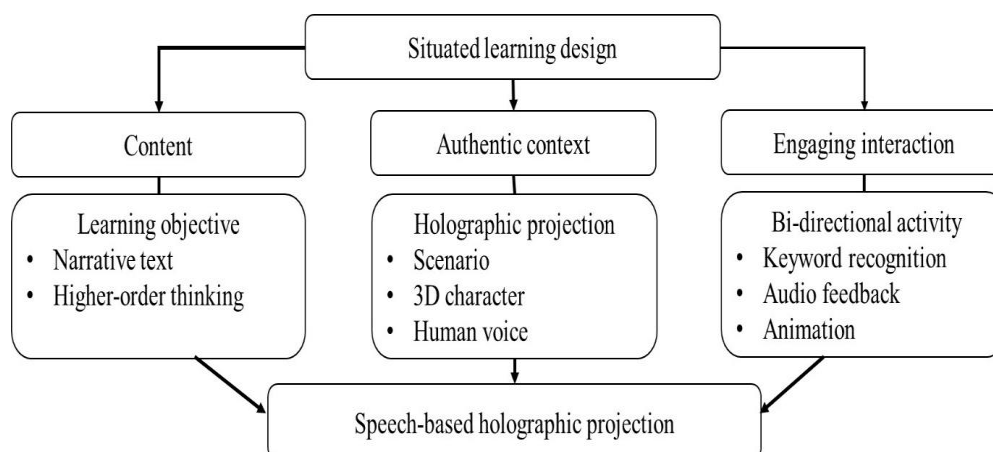 Situated learning design
Content
Authentic context
Engaging interaction
Learning objective
• Narrative text
• Higher-order thinking
Holographic projection
• Scenario
• 3D character
• Human voice
Bi-directional activity
• Keyword recognition
• Audio feedback
• Animation
Speech-based holographic projection